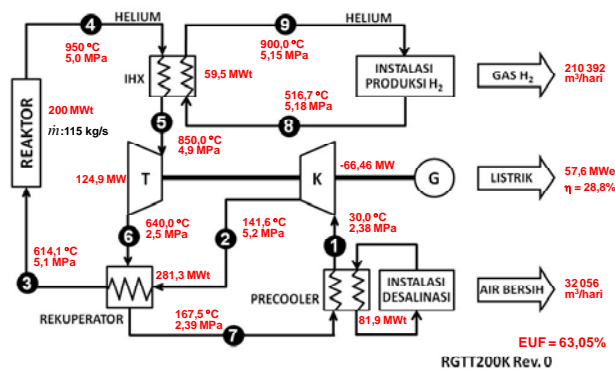 4
HELIUM
9
HELIUM
950 ºC
5,0 MPa
900,0 ºC
5,15 MPa
IHX
59,5 MWt
INSTALASI
PRODUKSI H2
GAS H2
210 392
m³/hari
REAKTOR
200 MWt
ṁ:115 kg/s
516,7 ºC
5,18 MPa
5
8
850,0 ºC
4,9 MPa
124,9 MW
T
K
-66,46 MW
G
LISTRIK
57,6 MWe
η = 28,8%
6
640,0 ºC
2,5 MPa
2
141,6 ºC
5,2 MPa
1
30,0 ºC
2,38 MPa
614,1 ºC
5,1 MPa
3
281,3 MWt
REKUPERATOR
167,5 ºC
2,39 MPa
7
PRECOOLER
INSTALASI
DESALINASI
81,9 MWt
AIR BERSIH
32 056
m³/hari
EUF = 63,05%
RGTT200K Rev. 0